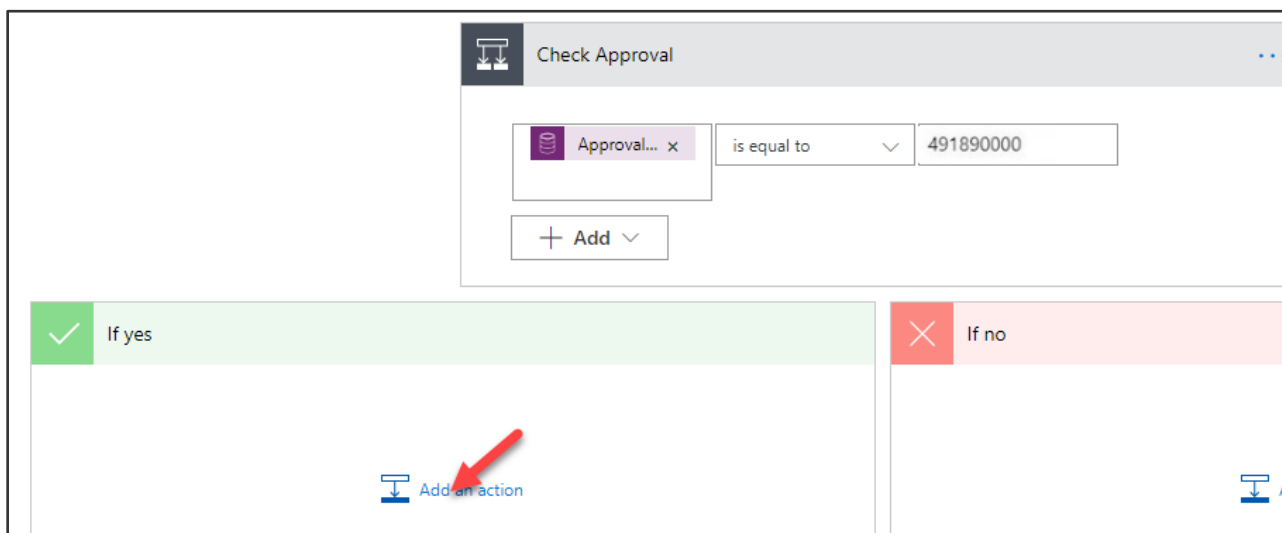 Check Approval
Approval... x
is equal to
491890000
+ Add
If yes
If no
Add an action